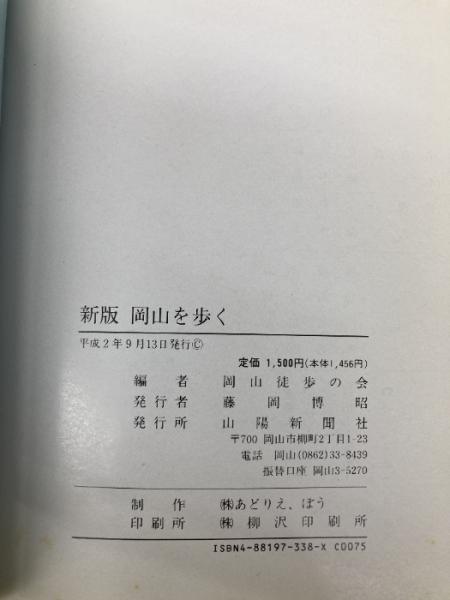 新版 岡山を歩く
平成2年9月13日発行©
定価 1,500円(本体1,456円)
編者 岡山徒歩の会
発行者 藤岡博昭
発行所 山陽新聞社
〒700 岡山市柳町2丁目1-23
電話 岡山(0862)33-8439
振替口座 岡山3-5270
制作 ㈱あどりえ、ぼう
印刷所 ㈱柳沢印刷所
ISBN4-88197-338-X C0075